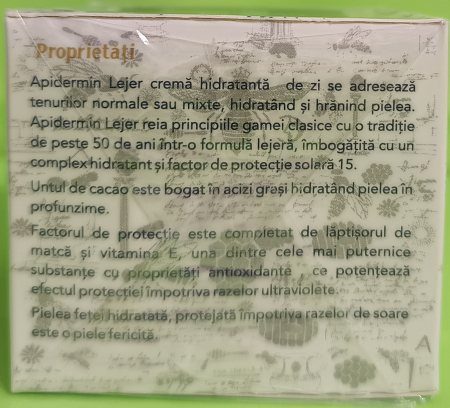 Proprietăți
Apidermin Lejer cremă hidratantă de zi se adresează
tenurilor normale sau mixte, hidratând și hrănind pielea.
Apidermin Lejer reia principiile gamei clasice cu o tradiție
de peste 50 de ani într-o formulă lejeră, îmbogățită cu un
complex hidratant și factor de protecție solară 15.
Untul de cacao este bogat în acizi grași hidratând pielea în
profunzime.
Factorul de protecție este completat de lăptișorul de
matcă și vitamina E, una dintre cele mai puternice
substanțe cu proprietăți antioxidante ce potențează
efectul protecției împotriva razelor ultraviolete.
Pielea feței hidratată, protejată împotriva razelor de soare
este o piele fericită.